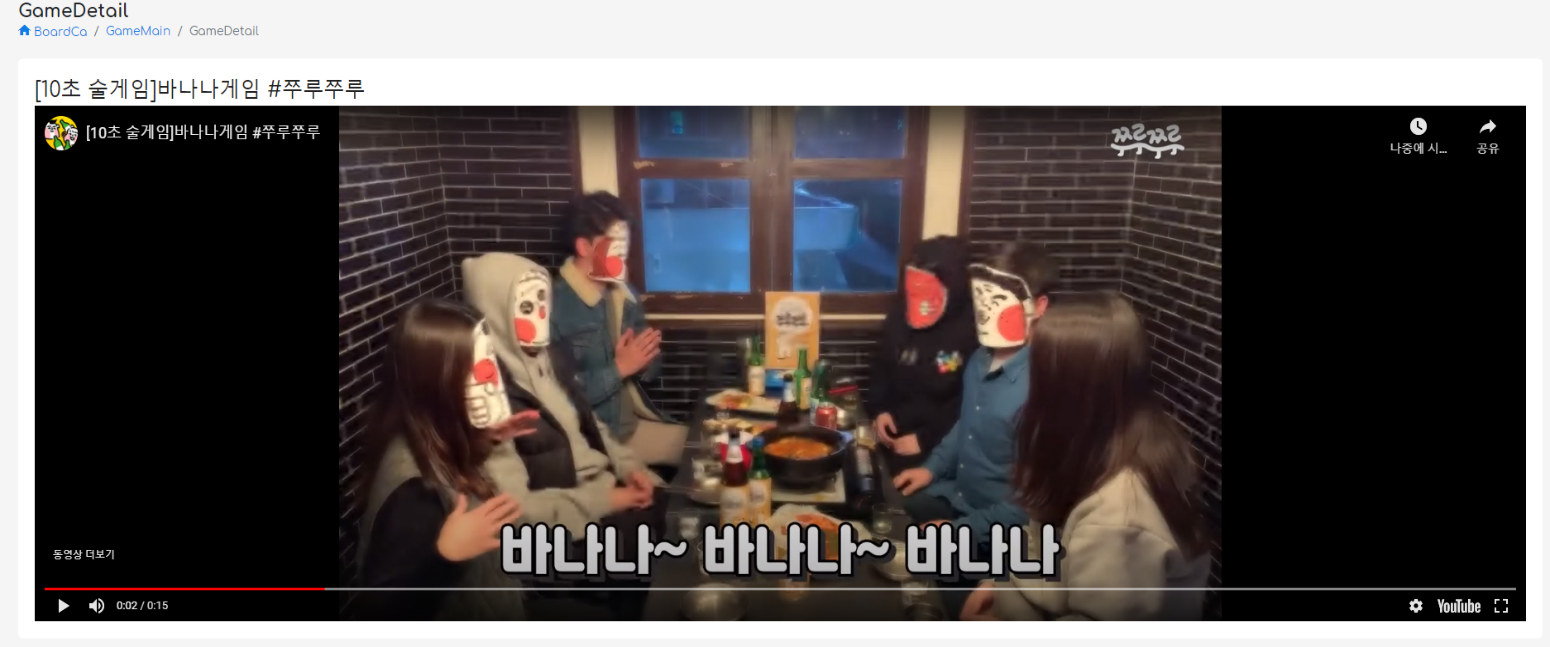 GameDetail
BoardCa / GameMain / GameDetail
[10초 술게임]바나나게임 #쭈루쭈루
[10초 술게임]바나나게임 #쭈루쭈루
쭈루쭈루
나중에 시...
공유
바나나~ 바나나~ 바나나
동영상 더보기
0:02 / 0:15
YouTube